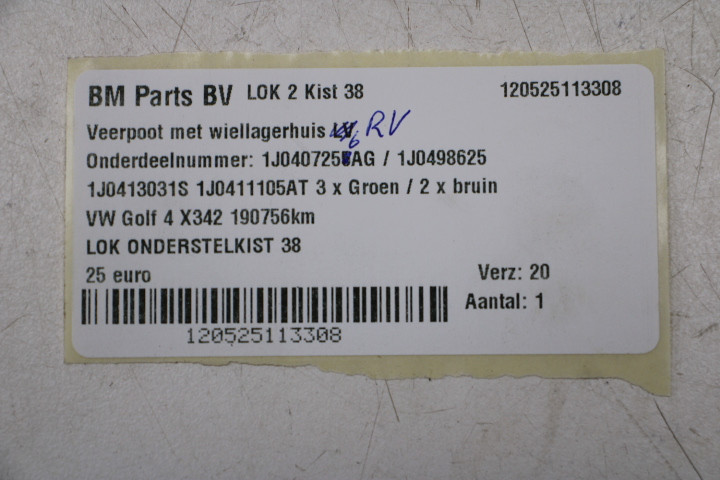 BM Parts BV LOK 2 Kist 38 120525113308
Veerpoot met wiellagerhuis RV
Onderdeelnummer: 1J0407256AG / 1J0498625
1J0413031S 1J0411105AT 3 x Groen / 2 x bruin
VW Golf 4 X342 190756km
LOK ONDERSTELKIST 38
25 euro Verz: 20
Aantal: 1
120525113308